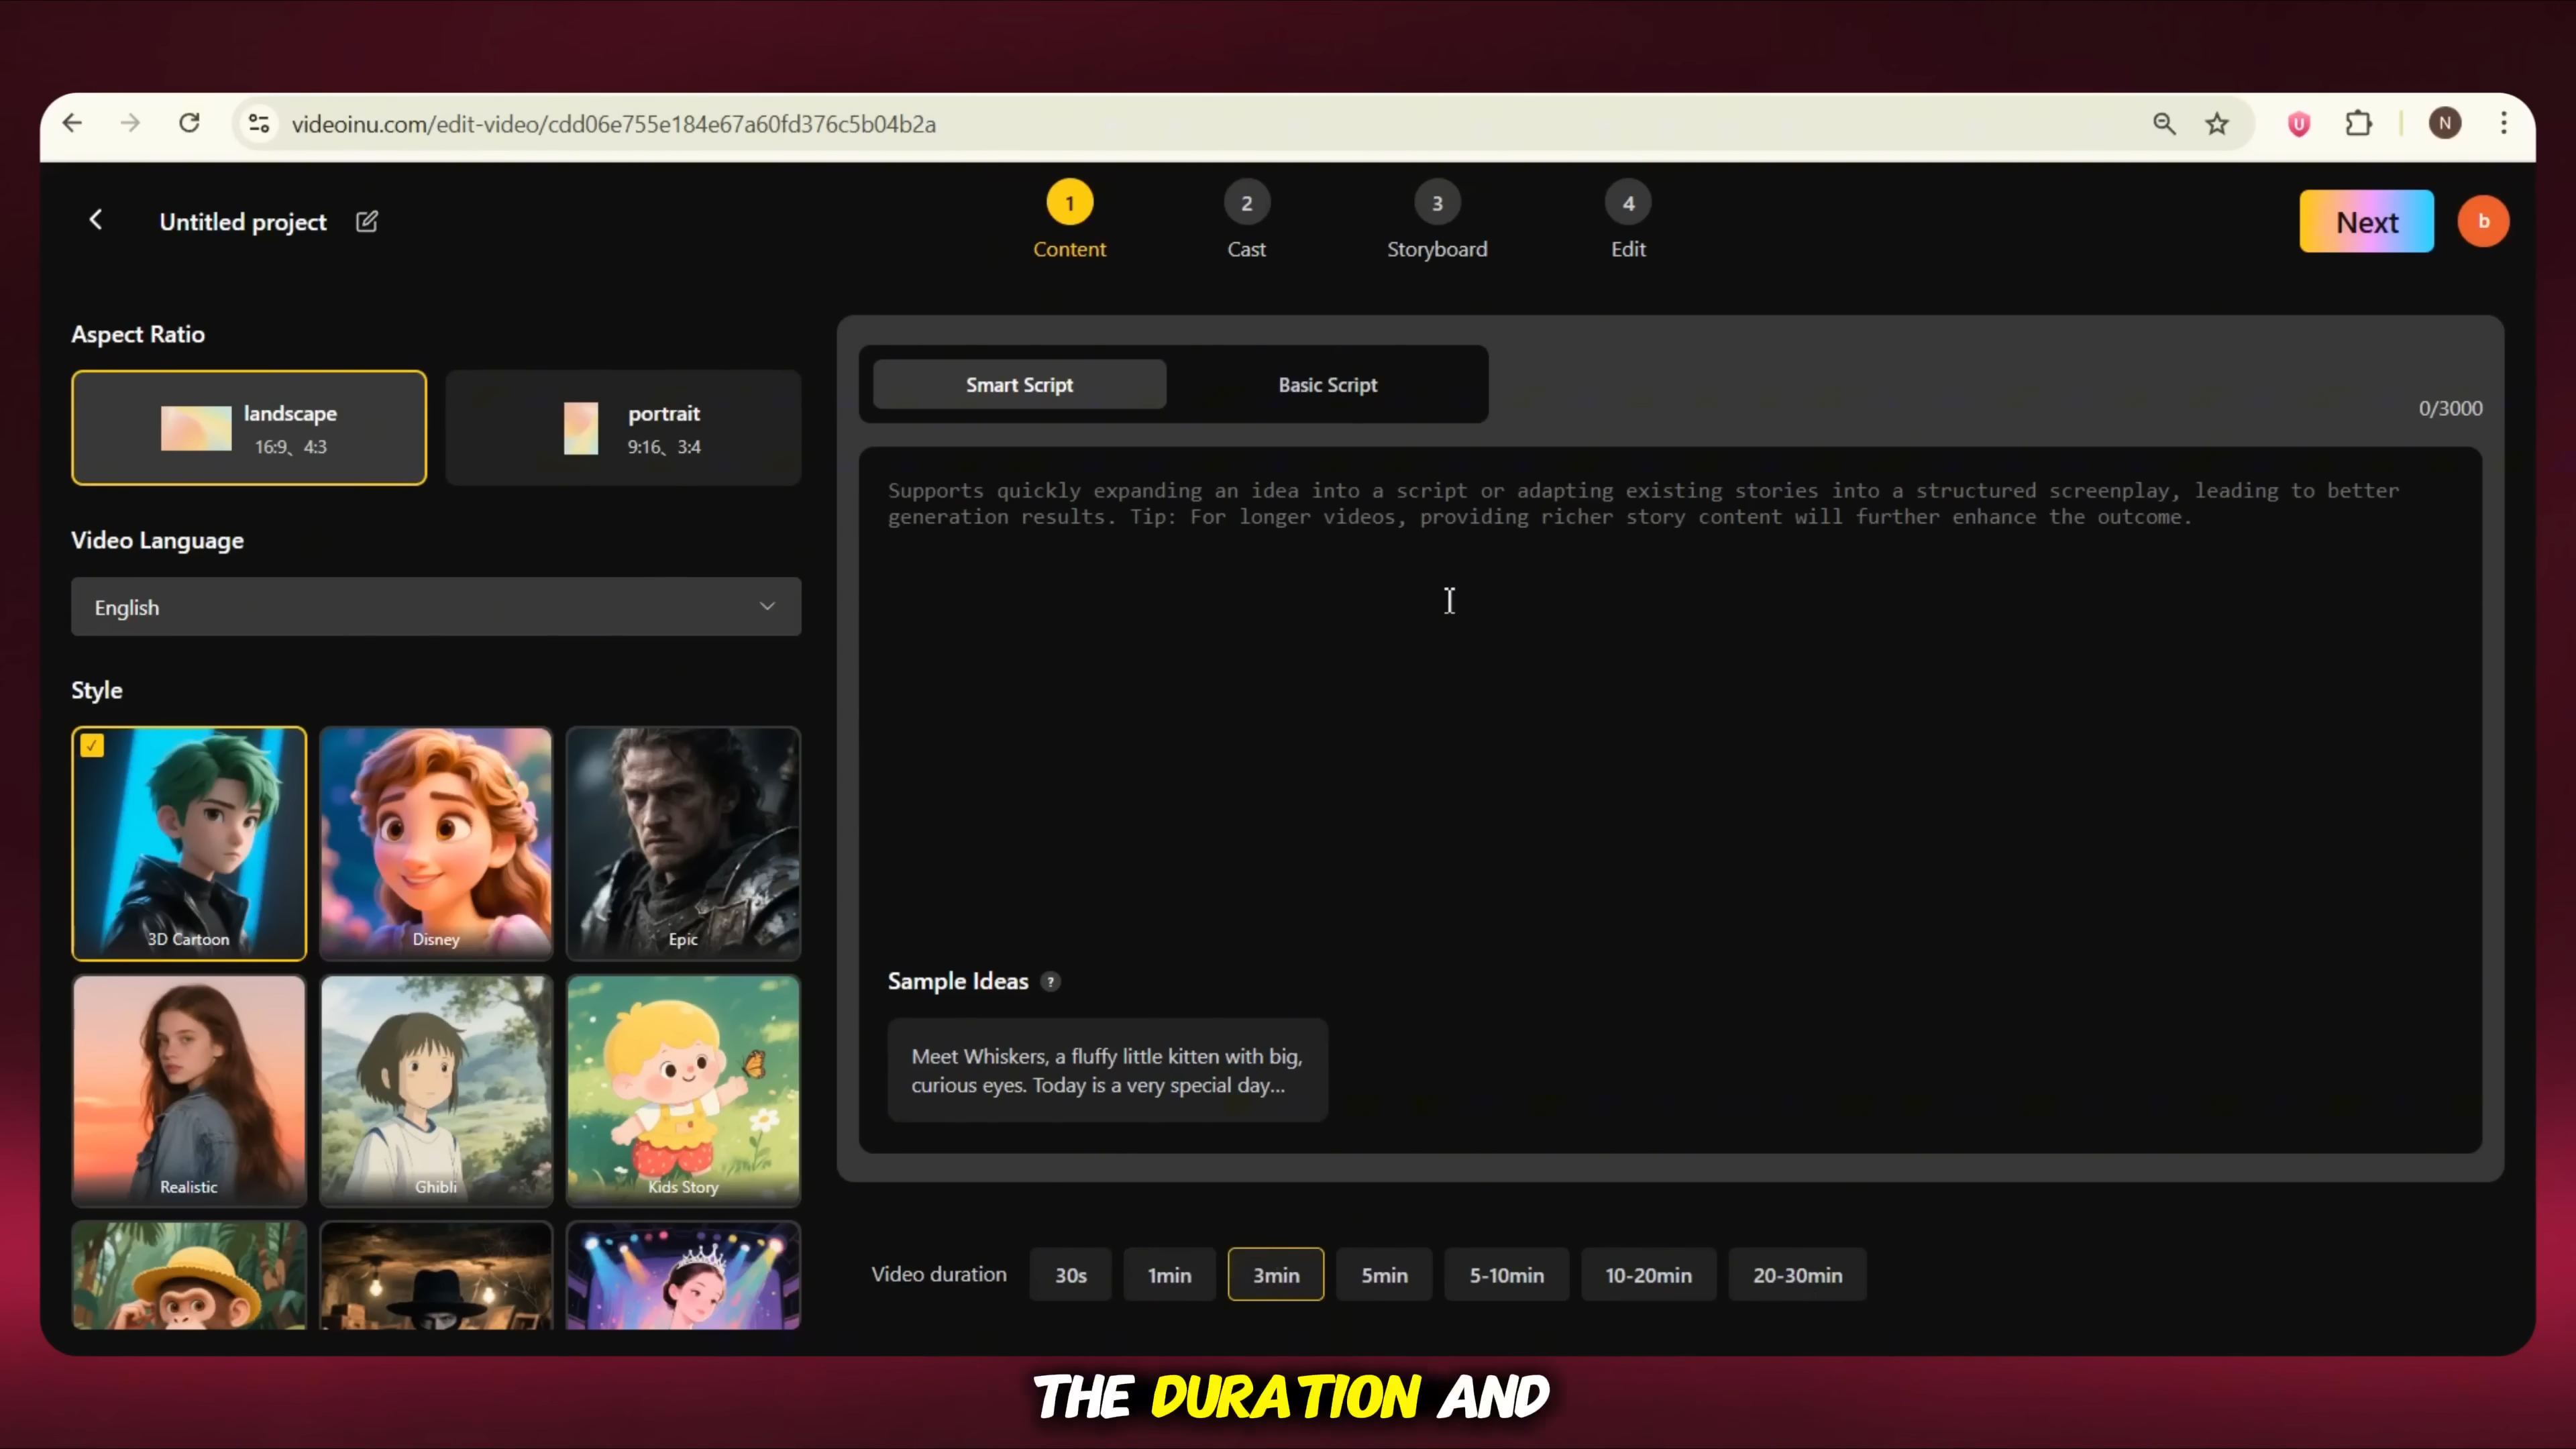 videoinu.com/edit-video/cdd06e755e184e67a60fd376c5b04b2a
N
Untitled project
1
Content
2
Cast
3
Storyboard
4
Edit
Next
b
Aspect Ratio
landscape
16:9、4:3
portrait
9:16、3:4
Video Language
English
Style
3D Cartoon
Disney
Epic
Realistic
Ghibli
Kids Story
Smart Script
Basic Script
0/3000
Supports quickly expanding an idea into a script or adapting existing stories into a structured screenplay, leading to better
generation results. Tip: For longer videos, providing richer story content will further enhance the outcome.
Sample Ideas ?
Meet Whiskers, a fluffy little kitten with big,
curious eyes. Today is a very special day...
Video duration
30s
1min
3min
5min
5-10min
10-20min
20-30min
THE DURATION AND